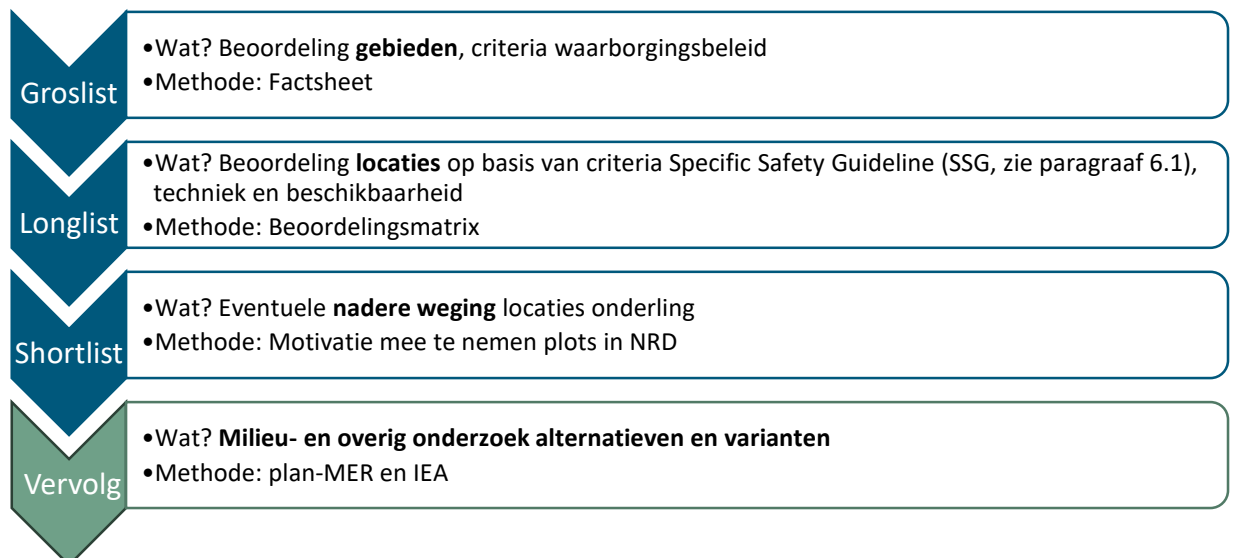 Groslist
•Wat? Beoordeling gebieden, criteria waarborgingsbeleid
•Methode: Factsheet
Longlist
•Wat? Beoordeling locaties op basis van criteria Specific Safety Guideline (SSG, zie paragraaf 6.1),
techniek en beschikbaarheid
•Methode: Beoordelingsmatrix
Shortlist
•Wat? Eventuele nadere weging locaties onderling
•Methode: Motivatie mee te nemen plots in NRD
Vervolg
•Wat? Milieu- en overig onderzoek alternatieven en varianten
•Methode: plan-MER en IEA